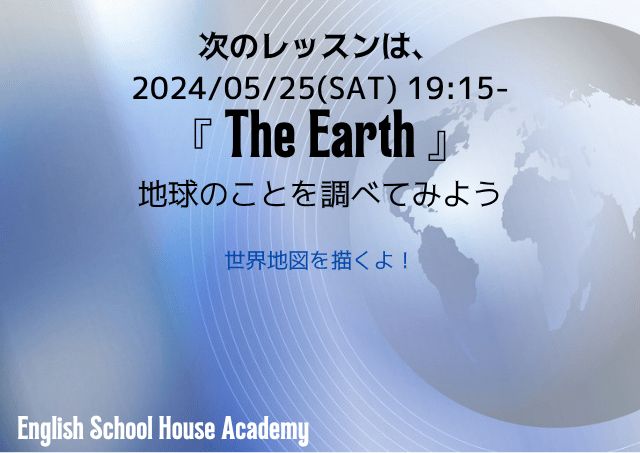 次のレッスンは、
2024/05/25(SAT) 19:15-
『 The Earth 』
地球のことを調べてみよう
世界地図を描くよ！
English School House Academy